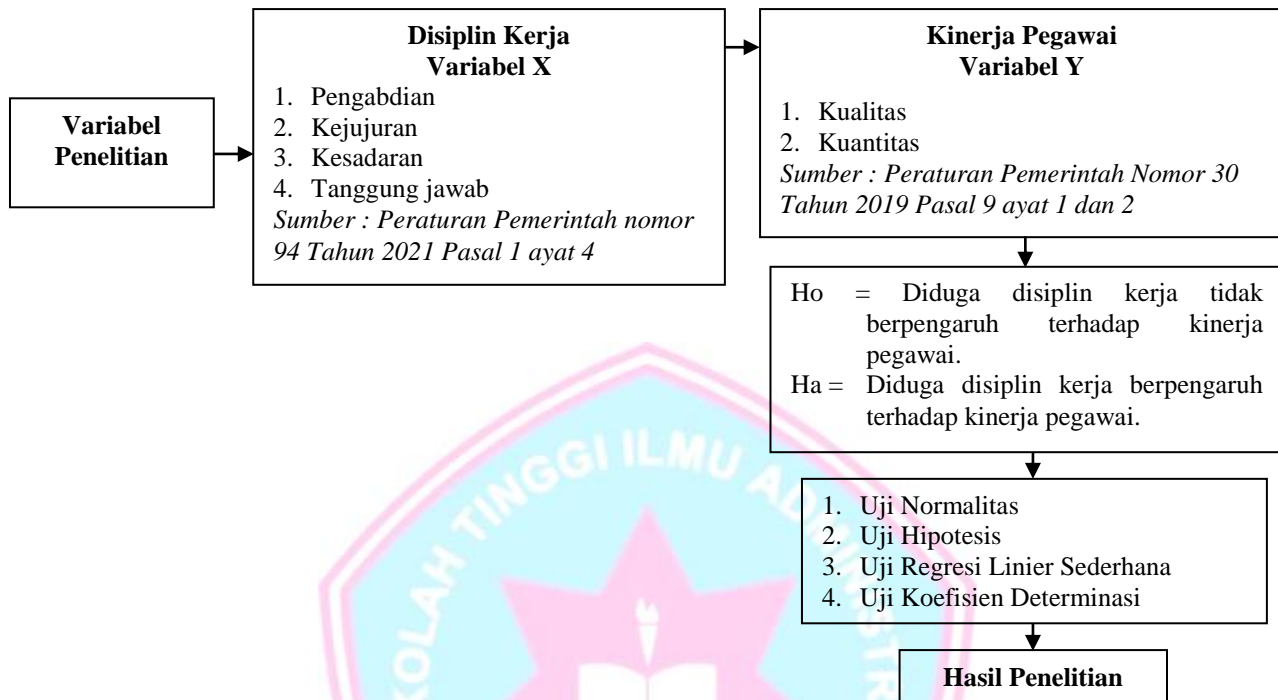 Variabel
Penelitian
Disiplin Kerja
Variabel X
1. Pengabdian
2. Kejujuran
3. Kesadaran
4. Tanggung jawab
Sumber : Peraturan Pemerintah nomor
94 Tahun 2021 Pasal 1 ayat 4
Kinerja Pegawai
Variabel Y
1. Kualitas
2. Kuantitas
Sumber : Peraturan Pemerintah Nomor 30
Tahun 2019 Pasal 9 ayat 1 dan 2
Ho = Diduga disiplin kerja tidak
berpengaruh terhadap kinerja
pegawai.
Ha = Diduga disiplin kerja berpengaruh
terhadap kinerja pegawai.
1. Uji Normalitas
2. Uji Hipotesis
3. Uji Regresi Linier Sederhana
4. Uji Koefisien Determinasi
Hasil Penelitian
KOLAH TINGGI ILMU ADMINISTR